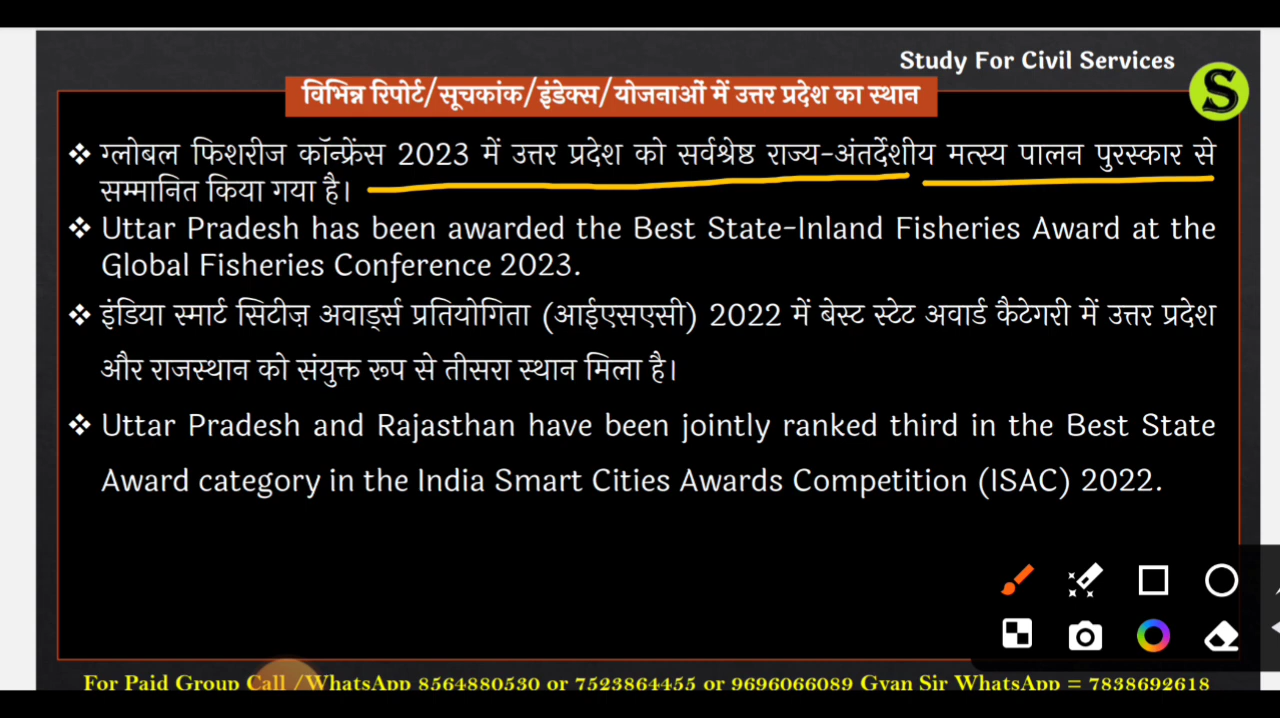 Study For Civil Services
S
विभिन्न रिपोर्ट/सूचकांक/इंडेक्स/योजनाओं में उत्तर प्रदेश का स्थान
❖ ग्लोबल फिशरीज कॉन्फ्रेंस 2023 में उत्तर प्रदेश को सर्वश्रेष्ठ राज्य-अंतर्देशीय मत्स्य पालन पुरस्कार से
सम्मानित किया गया है।
❖ Uttar Pradesh has been awarded the Best State-Inland Fisheries Award at the
Global Fisheries Conference 2023.
❖ इंडिया स्मार्ट सिटीज़ अवार्ड्स प्रतियोगिता (आईएसएसी) 2022 में बेस्ट स्टेट अवार्ड कैटेगरी में उत्तर प्रदेश
और राजस्थान को संयुक्त रूप से तीसरा स्थान मिला है।
❖ Uttar Pradesh and Rajasthan have been jointly ranked third in the Best State
Award category in the India Smart Cities Awards Competition (ISAC) 2022.
For Paid Group Call /WhatsApp 8564880530 or 7523864455 or 9696066089 Gyan Sir WhatsApp = 7838692618